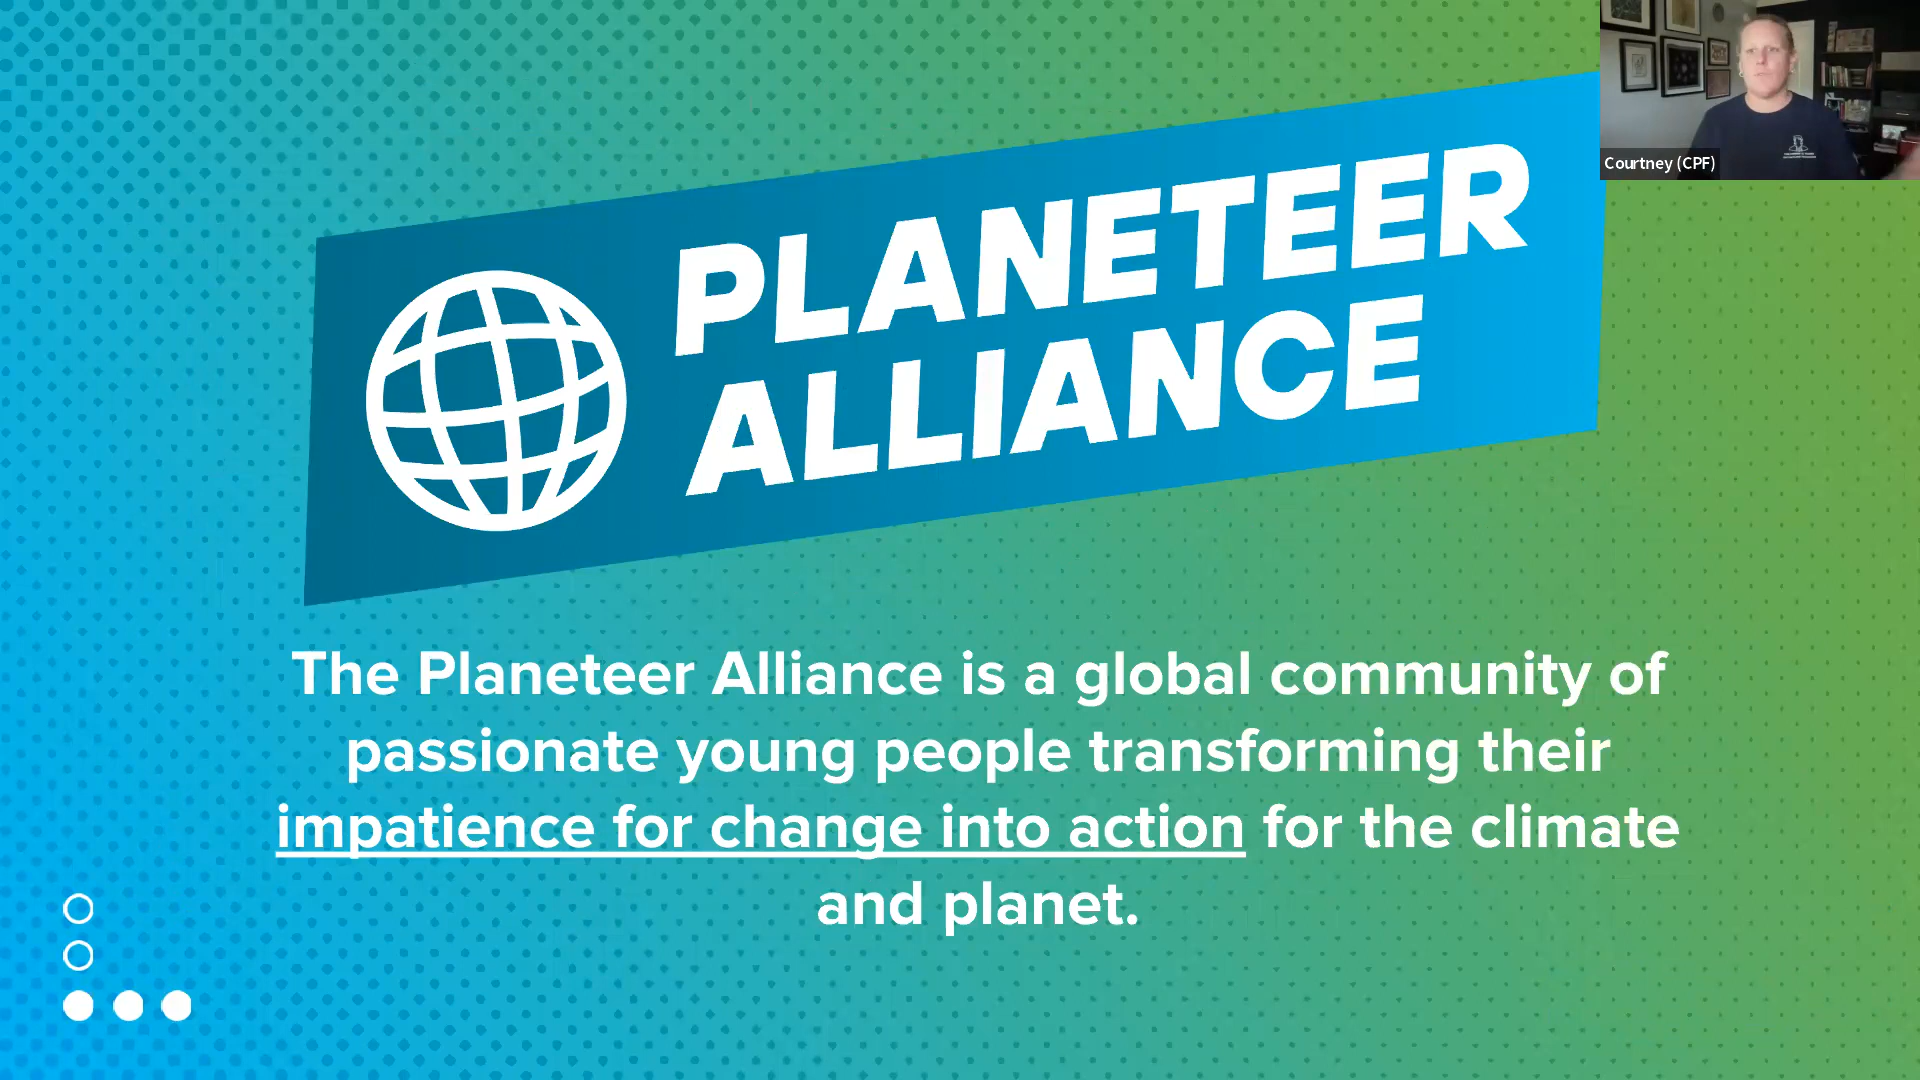 PLANETEER
ALLIANCE
Courtney (CPF)
The Planeteer Alliance is a global community of
passionate young people transforming their
impatience for change into action for the climate
and planet.